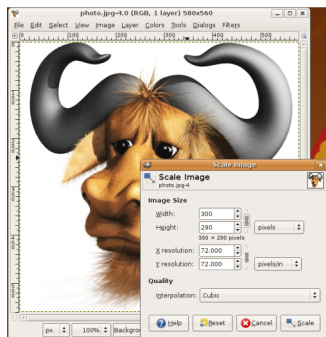 photo.jpg-4.0 (RGB, 1 layer) 580x560
File Edit Select View Image Layer Colors Tools Dialogs Filters
0 100 200 300 400 500
Scale Image
Scale Image
photo.jpg-4
Image Size
Width: 300
Height: 290 pixels
300 × 290 pixels
X resolution: 72.000
Y resolution: 72.000 pixels/in
Quality
Interpolation: Cubic
Help Reset Cancel Scale
px 100% Backgro